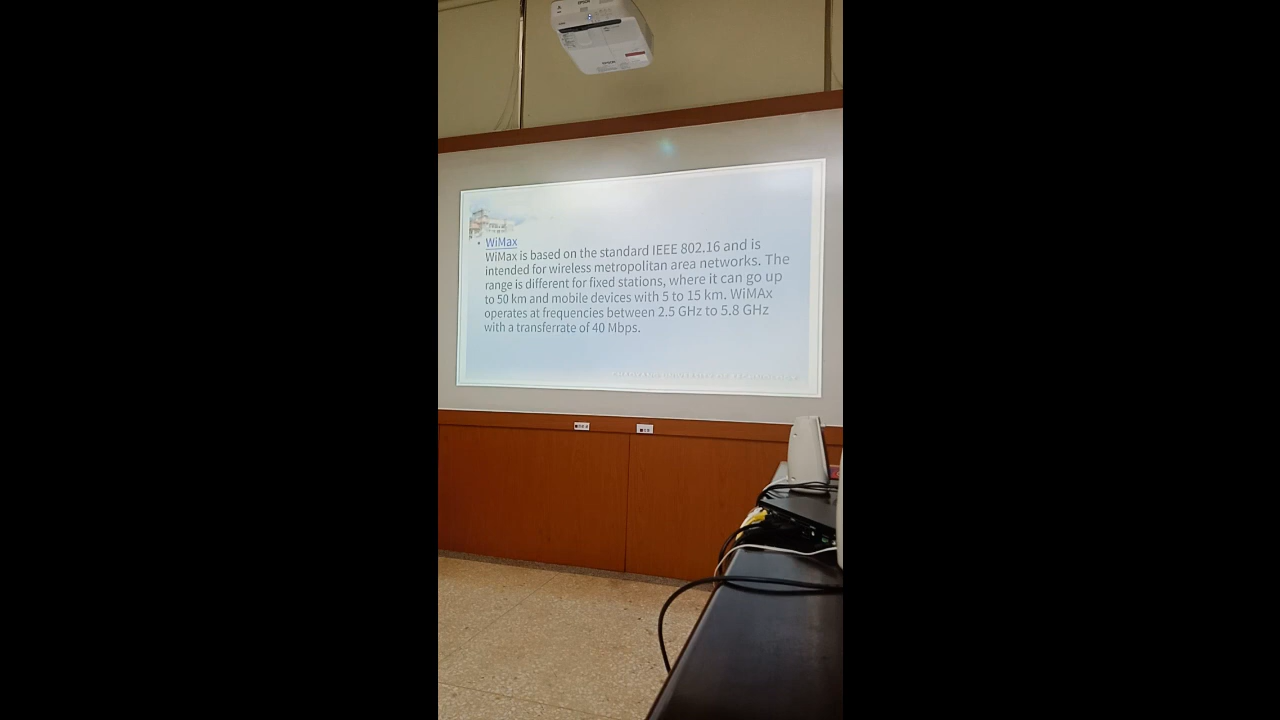 EPSON
EPSON
WiMax
WiMax is based on the standard IEEE 802.16 and is
intended for wireless metropolitan area networks. The
range is different for fixed stations, where it can go up
to 50 km and mobile devices with 5 to 15 km. WiMAx
operates at frequencies between 2.5 GHz to 5.8 GHz
with a transferrate of 40 Mbps.